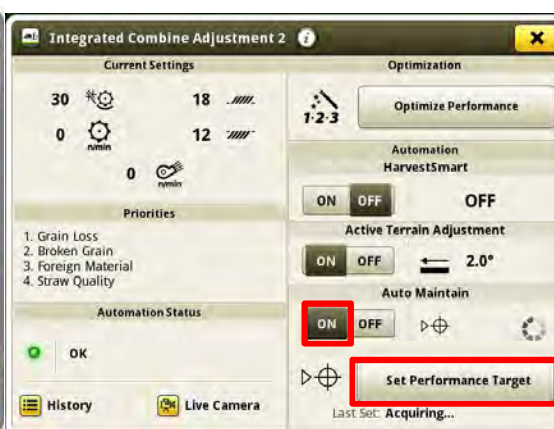 Integrated Combine Adjustment 2
Current Settings
30
18
0
n/min
12
0
n/min
Priorities
1. Grain Loss
2. Broken Grain
3. Foreign Material
4. Straw Quality
Automation Status
OK
History
Live Camera
Optimization
1·2·3
Optimize Performance
Automation
HarvestSmart
ON OFF
OFF
Active Terrain Adjustment
ON OFF
2.0°
Auto Maintain
ON OFF
Set Performance Target
Last Set: Acquiring...